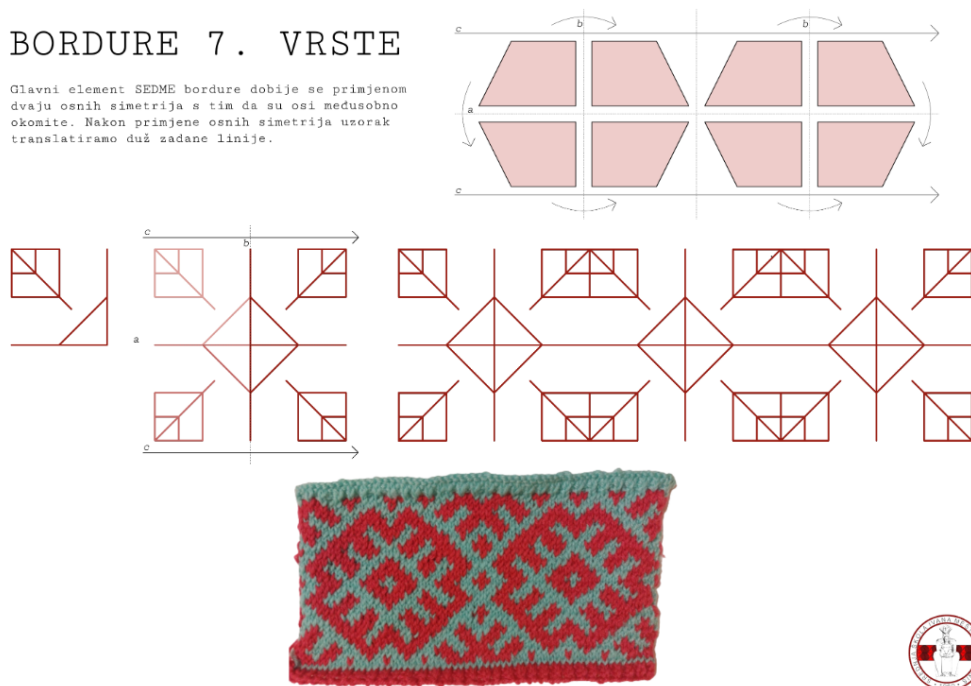 BORDURE 7. VRSTE
Glavni element SEDME bordure dobije se primjenom
dvaju osnih simetrija s tim da su osi međusobno
okomite. Nakon primjene osnih simetrija uzorak
translatiramo duž zadane linije.
c
b
b
a
c
c
b
a
c